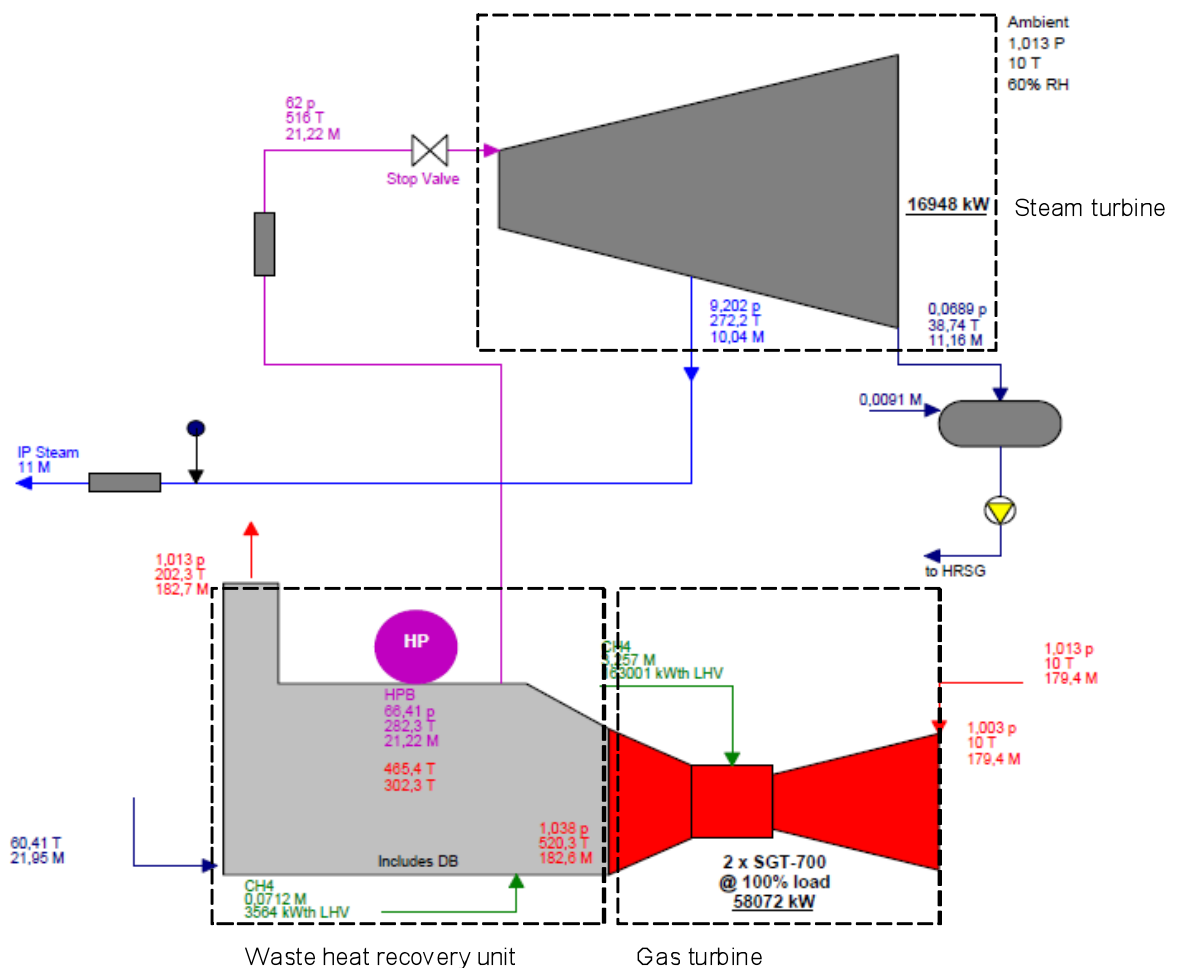 Ambient
1,013 P
10 T
60% RH
62 p
516 T
21,22 M
Stop Valve
16948 kW
Steam turbine
9,202 p
272,2 T
10,04 M
0,0689 p
38,74 T
11,16 M
0,0091 M
IP Steam
11 M
to HRSG
1,013 p
202,3 T
182,7 M
HP
HPB
66,41 p
282,3 T
21,22 M
465,4 T
302,3 T
CH4
,257 M
63001 kWth LHV
1,013 p
10 T
179,4 M
1,003 p
10 T
179,4 M
1,038 p
520,3 T
182,6 M
60,41 T
21,95 M
Includes DB
2 x SGT-700
@ 100% load
58072 kW
CH4
0,0712 M
3564 kWth LHV
Waste heat recovery unit
Gas turbine